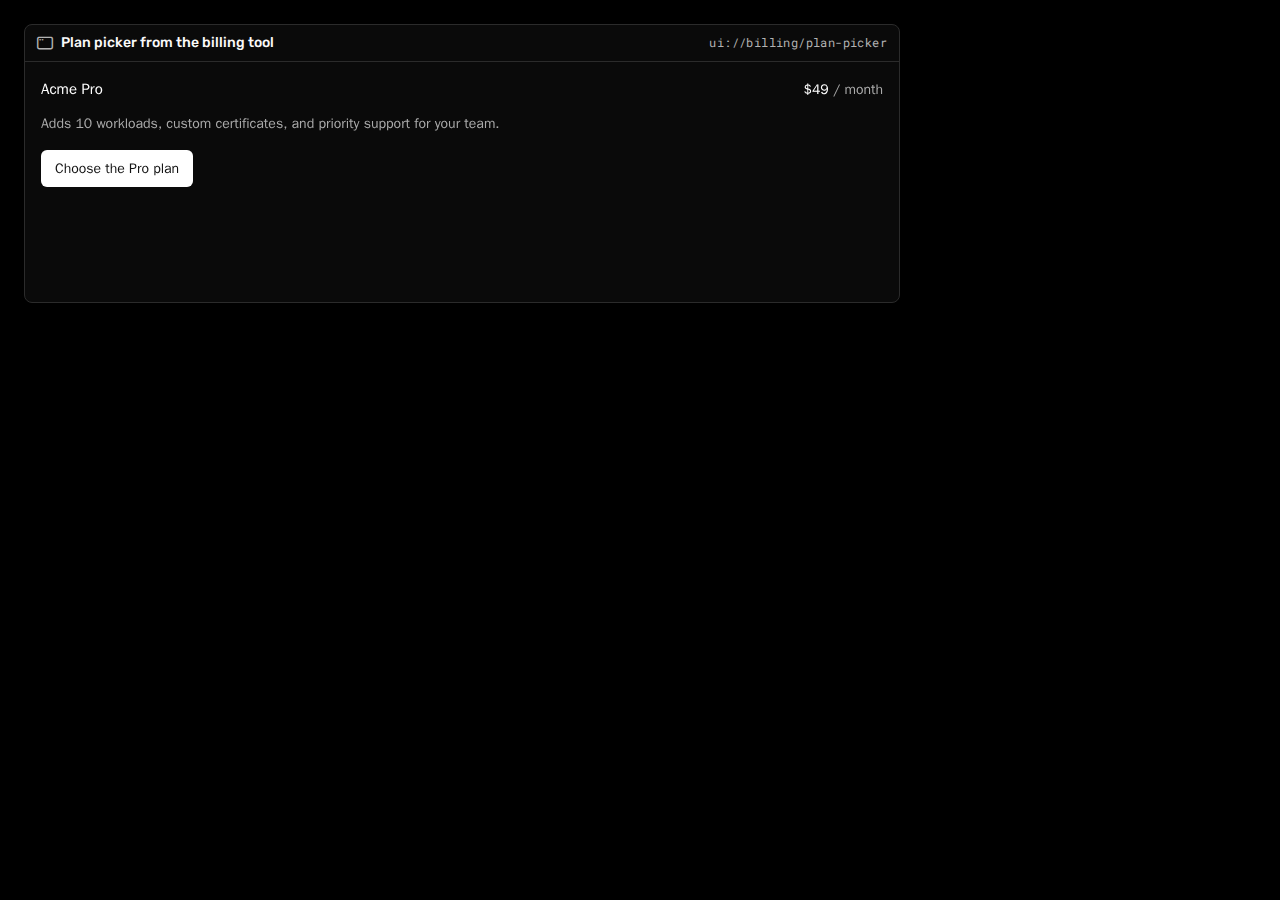 Plan picker from the billing tool
ui://billing/plan-picker
Acme Pro
$49 / month
Adds 10 workloads, custom certificates, and priority support for your team.
Choose the Pro plan